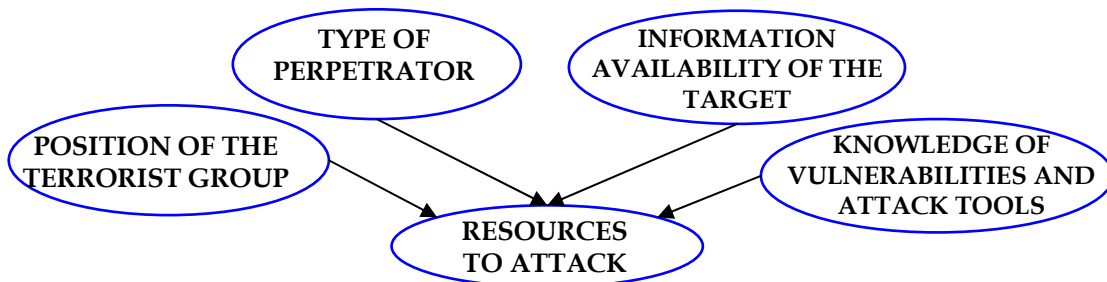 TYPE OF
PERPETRATOR
INFORMATION
AVAILABILITY OF THE
TARGET
POSITION OF THE
TERRORIST GROUP
KNOWLEDGE OF
VULNERABILITIES AND
ATTACK TOOLS
RESOURCES
TO ATTACK